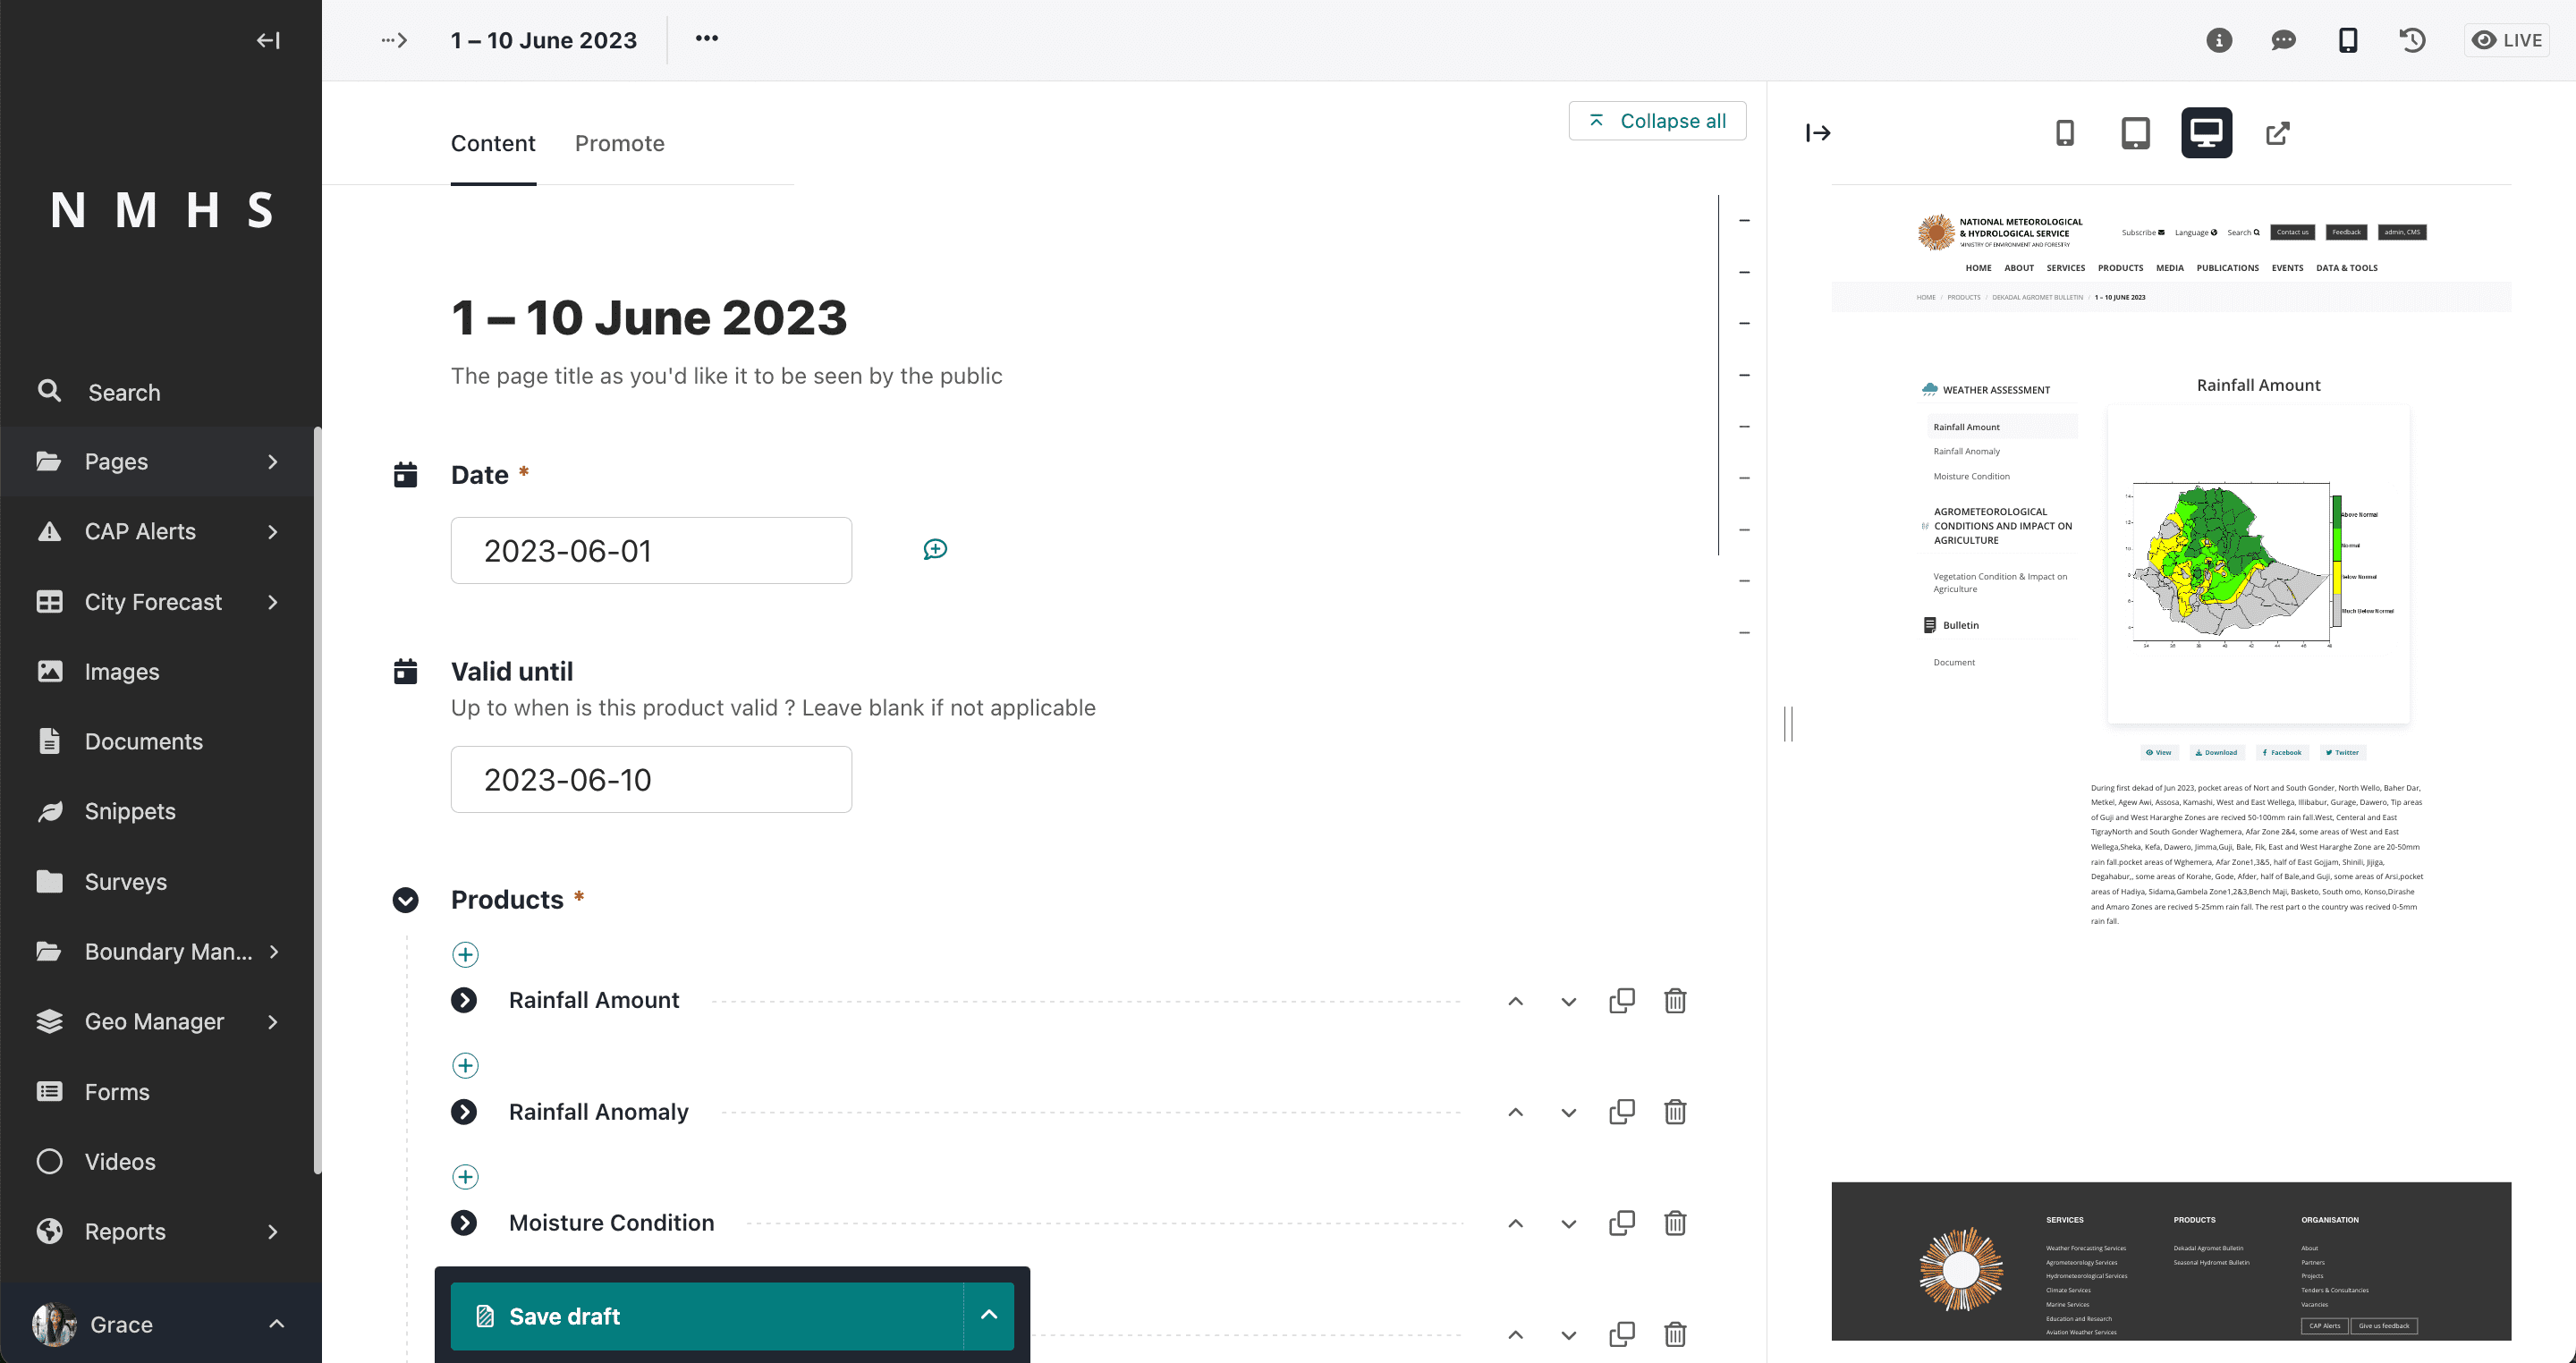 N M H S
Search
Pages
CAP Alerts
City Forecast
Images
Documents
Snippets
Surveys
Boundary Man...
Geo Manager
Forms
Videos
Reports
Grace
1 – 10 June 2023
LIVE
Content
Promote
Collapse all
1 – 10 June 2023
The page title as you'd like it to be seen by the public
Date *
2023-06-01
Valid until
Up to when is this product valid ? Leave blank if not applicable
2023-06-10
Products *
Rainfall Amount
Rainfall Anomaly
Moisture Condition
Save draft
NATIONAL METEOROLOGICAL
& HYDROLOGICAL SERVICE
MINISTRY OF ENVIRONMENT AND FORESTRY
Subscribe
Language
Search
Contact us
Feedback
admin, CMS
HOME ABOUT SERVICES PRODUCTS MEDIA PUBLICATIONS EVENTS DATA & TOOLS
HOME / PRODUCTS / DEKADAL AGROMET BULLETIN / 1 – 10 JUNE 2023
WEATHER ASSESSMENT
Rainfall Amount
Rainfall Anomaly
Moisture Condition
AGROMETEOROLOGICAL
CONDITIONS AND IMPACT ON
AGRICULTURE
Vegetation Condition & Impact on
Agriculture
Bulletin
Document
Rainfall Amount
Above Normal
Normal
below Normal
Much Below Normal
View
Download
Facebook
Twitter
During first dekad of Jun 2023, pocket areas of Nort and South Gonder, North Wello, Baher Dar,
Metkel, Agew Awi, Assosa, Kamashi, West and East Wellega, Illibabur, Gurage, Dawero, Tip areas
of Guji and West Hararghe Zones are recived 50-100mm rain fall.West, Centeral and East
TigrayNorth and South Gonder Waghemera, Afar Zone 2&4, some areas of West and East
Wellega,Sheka, Kefa, Dawero, Jimma,Guji, Bale, Fik, East and West Hararghe Zone are 20-50mm
rain fall.pocket areas of Wghemera, Afar Zone1,3&5, half of East Gojjam, Shinili, Jijiga,
Degahabur,, some areas of Korahe, Gode, Afder, half of Bale,and Guji, some areas of Arsi,pocket
areas of Hadiya, Sidama,Gambela Zone1,2&3,Bench Maji, Basketo, South omo, Konso,Dirashe
and Amaro Zones are recived 5-25mm rain fall. The rest part o the country was recived 0-5mm
rain fall.
SERVICES
Weather Forecasting Services
Agrometeorology Services
Hydrometeorological Services
Climate Services
Marine Services
Education and Research
Aviation Weather Services
PRODUCTS
Dekadal Agromet Bulletin
Seasonal Hydromet Bulletin
ORGANISATION
About
Partners
Projects
Tenders & Consultancies
Vacancies
CAP Alerts
Give us feedback